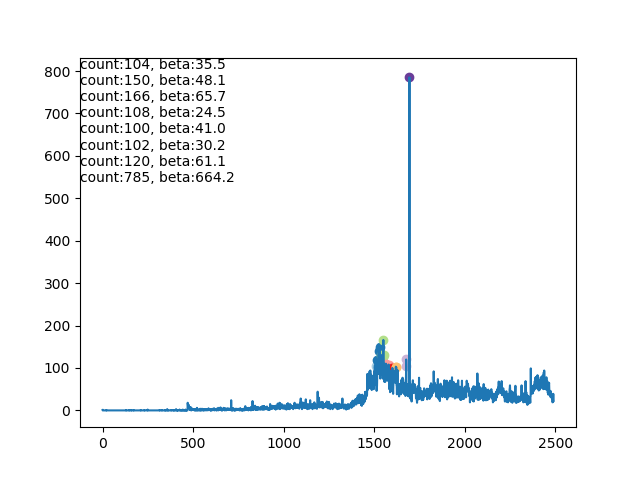 count:104, beta:35.5
count:150, beta:48.1
count:166, beta:65.7
count:108, beta:24.5
count:100, beta:41.0
count:102, beta:30.2
count:120, beta:61.1
count:785, beta:664.2
800
700
600
500
400
300
200
100
0
0 500 1000 1500 2000 2500